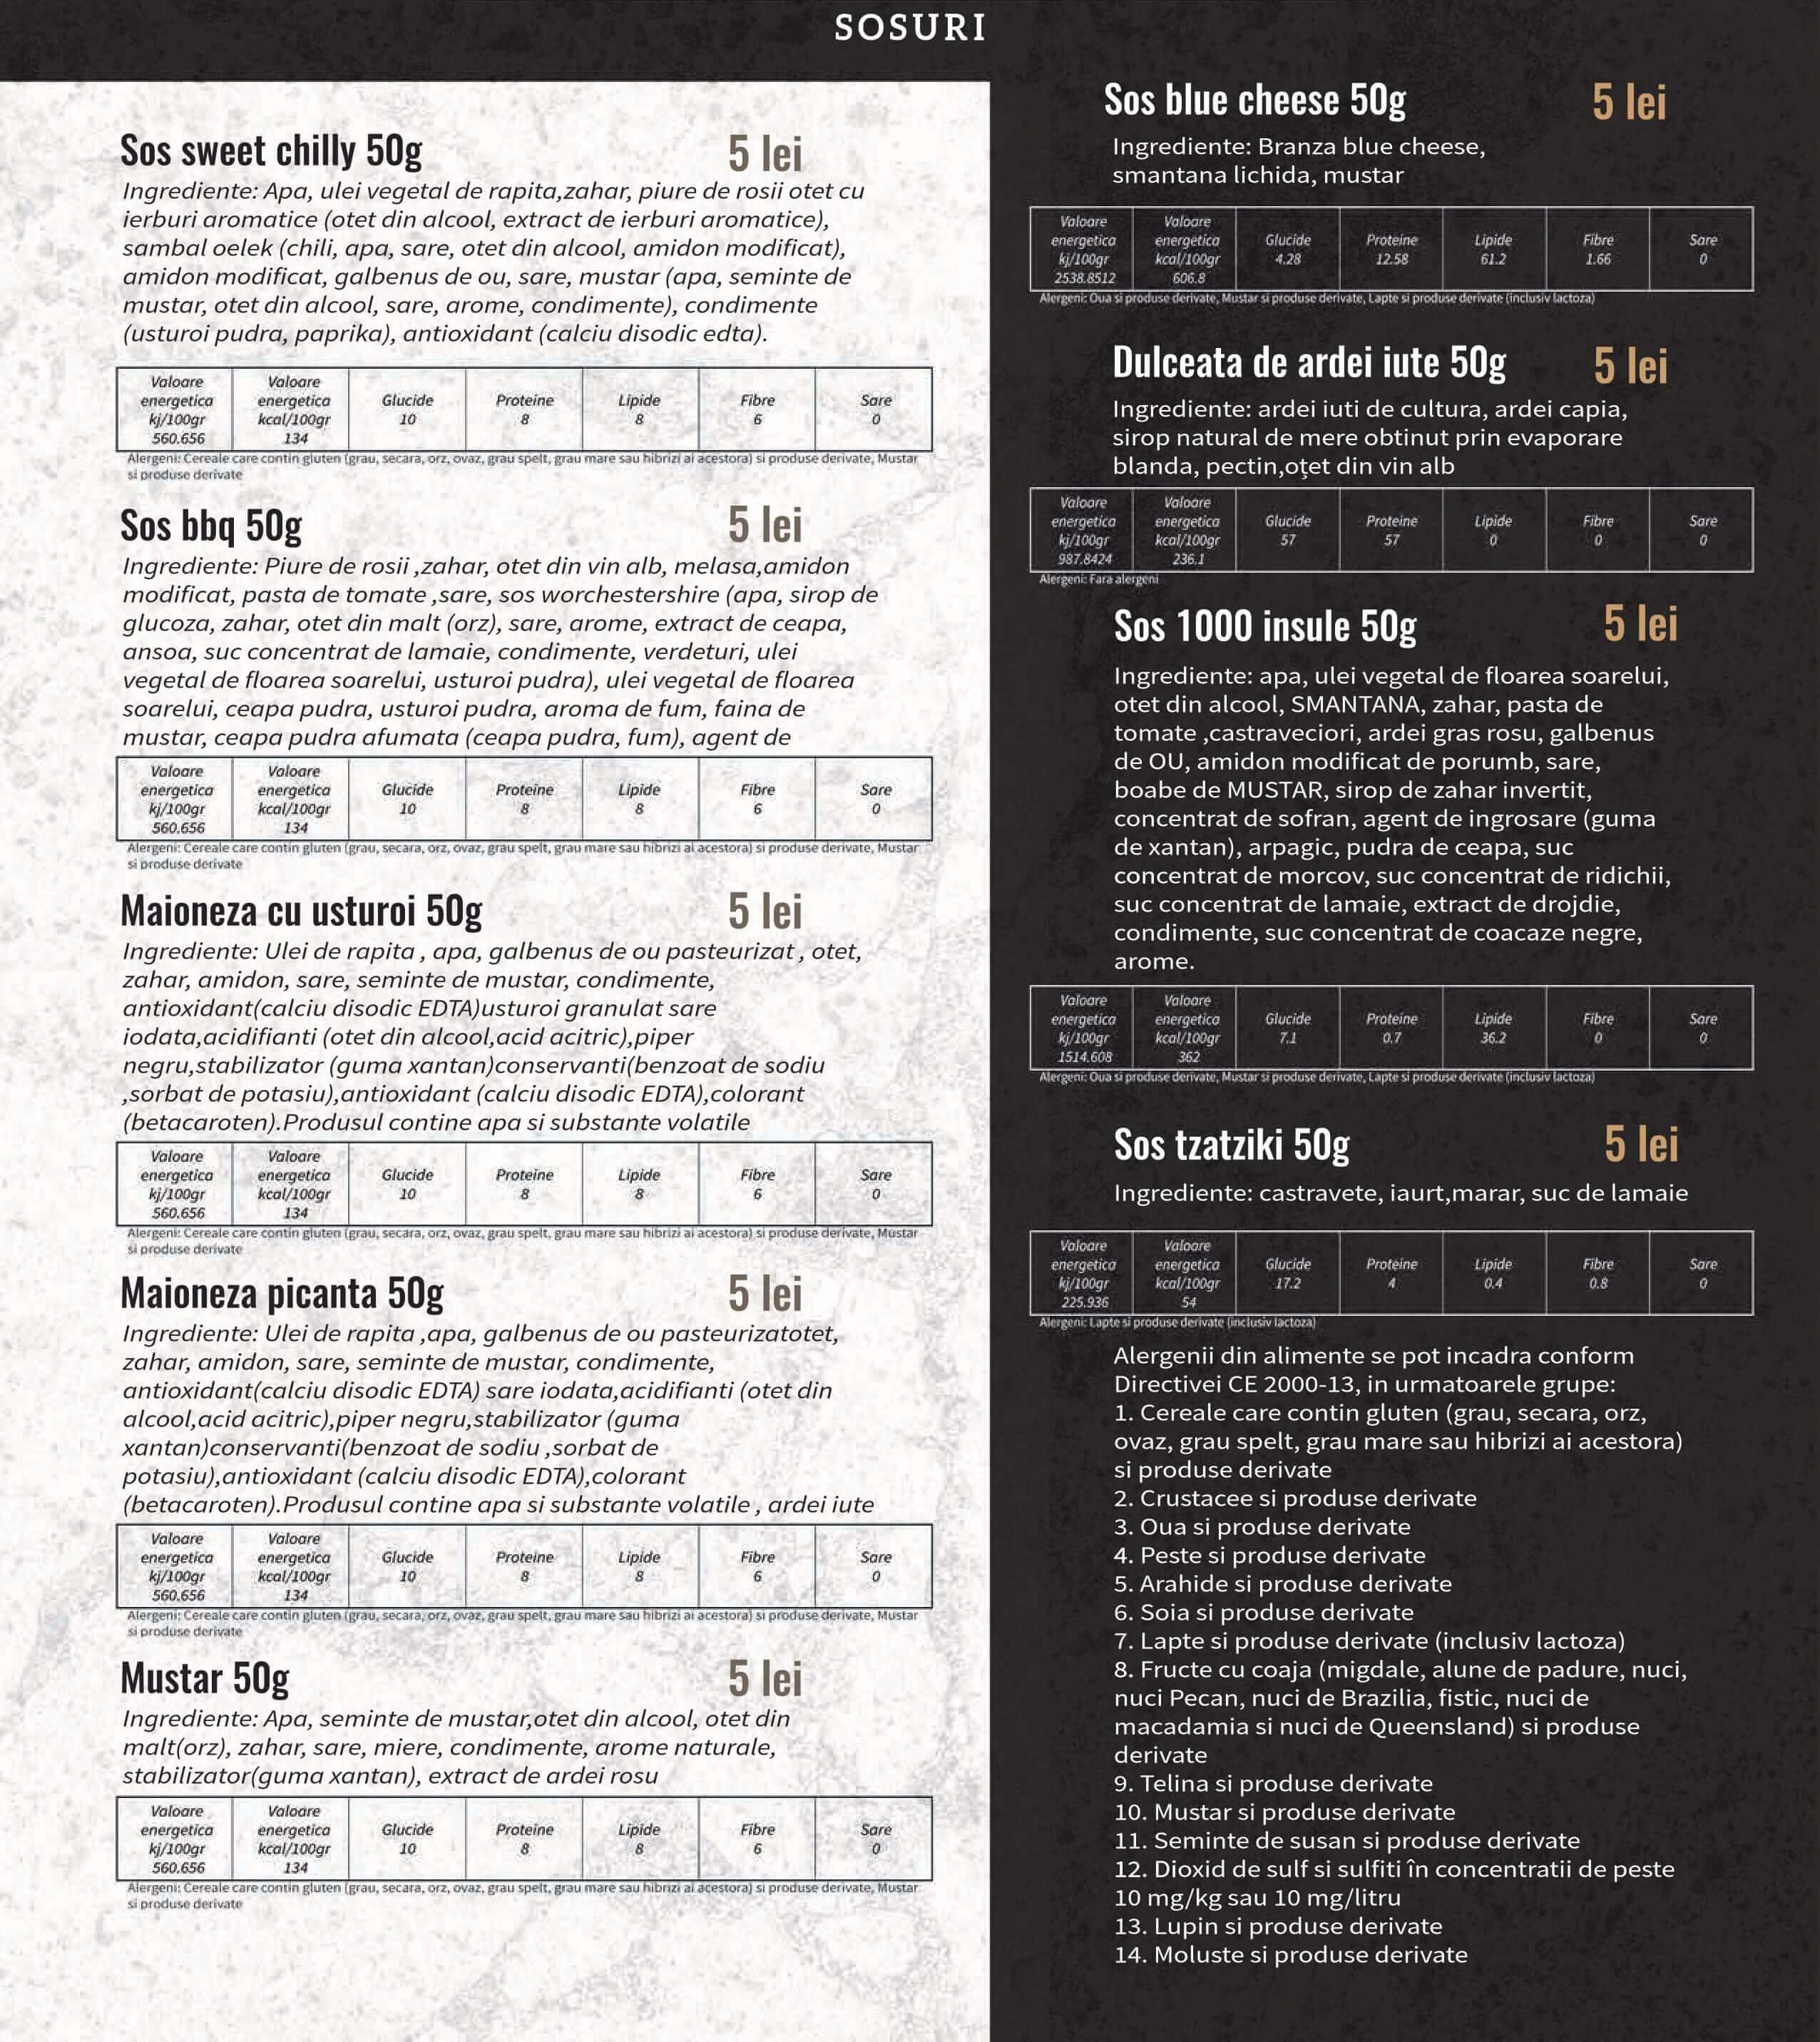 SOSURI
Sos sweet chilly 50g 5 lei
Ingrediente: Apa, ulei vegetal de rapita,zahar, piure de rosii otet cu
ierburi aromatice (otet din alcool, extract de ierburi aromatice),
sambal oelek (chili, apa, sare, otet din alcool, amidon modificat),
amidon modificat, galbenus de ou, sare, mustar (apa, seminte de
mustar, otet din alcool, sare, arome, condimente), condimente
(usturoi pudra, paprika), antioxidant (calciu disodic edta).
Valoare energetica kj/100gr 560.656
Valoare energetica kcal/100gr 134
Glucide 10
Proteine 8
Lipide 8
Fibre 6
Sare 0
Alergeni: Cereale care contin gluten (grau, secara, orz, ovaz, grau spelt, grau mare sau hibrizi ai acestora) si produse derivate, Mustar
si produse derivate
Sos bbq 50g 5 lei
Ingrediente: Piure de rosii ,zahar, otet din vin alb, melasa,amidon
modificat, pasta de tomate ,sare, sos worchestershire (apa, sirop de
glucoza, zahar, otet din malt (orz), sare, arome, extract de ceapa,
ansoa, suc concentrat de lamaie, condimente, verdeturi, ulei
vegetal de floarea soarelui, usturoi pudra), ulei vegetal de floarea
soarelui, ceapa pudra, usturoi pudra, aroma de fum, faina de
mustar, ceapa pudra afumata (ceapa pudra, fum), agent de
Valoare energetica kj/100gr 560.656
Valoare energetica kcal/100gr 134
Glucide 10
Proteine 8
Lipide 8
Fibre 6
Sare 0
Alergeni: Cereale care contin gluten (grau, secara, orz, ovaz, grau spelt, grau mare sau hibrizi ai acestora) si produse derivate, Mustar
si produse derivate
Maioneza cu usturoi 50g 5 lei
Ingrediente: Ulei de rapita , apa, galbenus de ou pasteurizat , otet,
zahar, amidon, sare, seminte de mustar, condimente,
antioxidant(calciu disodic EDTA)usturoi granulat sare
iodata,acidifianti (otet din alcool,acid acitric),piper
negru,stabilizator (guma xantan)conservanti(benzoat de sodiu
,sorbat de potasiu),antioxidant (calciu disodic EDTA),colorant
(betacaroten).Produsul contine apa si substante volatile
Valoare energetica kj/100gr 560.656
Valoare energetica kcal/100gr 134
Glucide 10
Proteine 8
Lipide 8
Fibre 6
Sare 0
Alergeni: Cereale care contin gluten (grau, secara, orz, ovaz, grau spelt, grau mare sau hibrizi ai acestora) si produse derivate, Mustar
si produse derivate
Maioneza picanta 50g 5 lei
Ingrediente: Ulei de rapita ,apa, galbenus de ou pasteurizatotet,
zahar, amidon, sare, seminte de mustar, condimente,
antioxidant(calciu disodic EDTA) sare iodata,acidifianti (otet din
alcool,acid acitric),piper negru,stabilizator (guma
xantan)conservanti(benzoat de sodiu ,sorbat de
potasiu),antioxidant (calciu disodic EDTA),colorant
(betacaroten).Produsul contine apa si substante volatile , ardei iute
Valoare energetica kj/100gr 560.656
Valoare energetica kcal/100gr 134
Glucide 10
Proteine 8
Lipide 8
Fibre 6
Sare 0
Alergeni: Cereale care contin gluten (grau, secara, orz, ovaz, grau spelt, grau mare sau hibrizi ai acestora) si produse derivate, Mustar
si produse derivate
Mustar 50g 5 lei
Ingrediente: Apa, seminte de mustar,otet din alcool, otet din
malt(orz), zahar, sare, miere, condimente, arome naturale,
stabilizator(guma xantan), extract de ardei rosu
Valoare energetica kj/100gr 560.656
Valoare energetica kcal/100gr 134
Glucide 10
Proteine 8
Lipide 8
Fibre 6
Sare 0
Alergeni: Cereale care contin gluten (grau, secara, orz, ovaz, grau spelt, grau mare sau hibrizi ai acestora) si produse derivate, Mustar
si produse derivate
Sos blue cheese 50g 5 lei
Ingrediente: Branza blue cheese,
smantana lichida, mustar
Valoare energetica kj/100gr 2538.8512
Valoare energetica kcal/100gr 606.8
Glucide 4.28
Proteine 12.58
Lipide 61.2
Fibre 1.66
Sare 0
Alergeni: Oua si produse derivate, Mustar si produse derivate, Lapte si produse derivate (inclusiv lactoza)
Dulceata de ardei iute 50g 5 lei
Ingrediente: ardei iuti de cultura, ardei capia,
sirop natural de mere obtinut prin evaporare
blanda, pectin,oțet din vin alb
Valoare energetica kj/100gr 987.8424
Valoare energetica kcal/100gr 236.1
Glucide 57
Proteine 57
Lipide 0
Fibre 0
Sare 0
Alergeni: Fara alergeni
Sos 1000 insule 50g 5 lei
Ingrediente: apa, ulei vegetal de floarea soarelui,
otet din alcool, SMANTANA, zahar, pasta de
tomate ,castraveciori, ardei gras rosu, galbenus
de OU, amidon modificat de porumb, sare,
boabe de MUSTAR, sirop de zahar invertit,
concentrat de sofran, agent de ingrosare (guma
de xantan), arpagic, pudra de ceapa, suc
concentrat de morcov, suc concentrat de ridichii,
suc concentrat de lamaie, extract de drojdie,
condimente, suc concentrat de coacaze negre,
arome.
Valoare energetica kj/100gr 1514.608
Valoare energetica kcal/100gr 362
Glucide 7.1
Proteine 0.7
Lipide 36.2
Fibre 0
Sare 0
Alergeni: Oua si produse derivate, Mustar si produse derivate, Lapte si produse derivate (inclusiv lactoza)
Sos tzatziki 50g 5 lei
Ingrediente: castravete, iaurt,marar, suc de lamaie
Valoare energetica kj/100gr 225.936
Valoare energetica kcal/100gr 54
Glucide 17.2
Proteine 4
Lipide 0.4
Fibre 0.8
Sare 0
Alergeni: Lapte si produse derivate (inclusiv lactoza)
Alergenii din alimente se pot incadra conform
Directivei CE 2000-13, in urmatoarele grupe:
1. Cereale care contin gluten (grau, secara, orz,
ovaz, grau spelt, grau mare sau hibrizi ai acestora)
si produse derivate
2. Crustacee si produse derivate
3. Oua si produse derivate
4. Peste si produse derivate
5. Arahide si produse derivate
6. Soia si produse derivate
7. Lapte si produse derivate (inclusiv lactoza)
8. Fructe cu coaja (migdale, alune de padure, nuci,
nuci Pecan, nuci de Brazilia, fistic, nuci de
macadamia si nuci de Queensland) si produse
derivate
9. Telina si produse derivate
10. Mustar si produse derivate
11. Seminte de susan si produse derivate
12. Dioxid de sulf si sulfiti în concentratii de peste
10 mg/kg sau 10 mg/litru
13. Lupin si produse derivate
14. Moluste si produse derivate